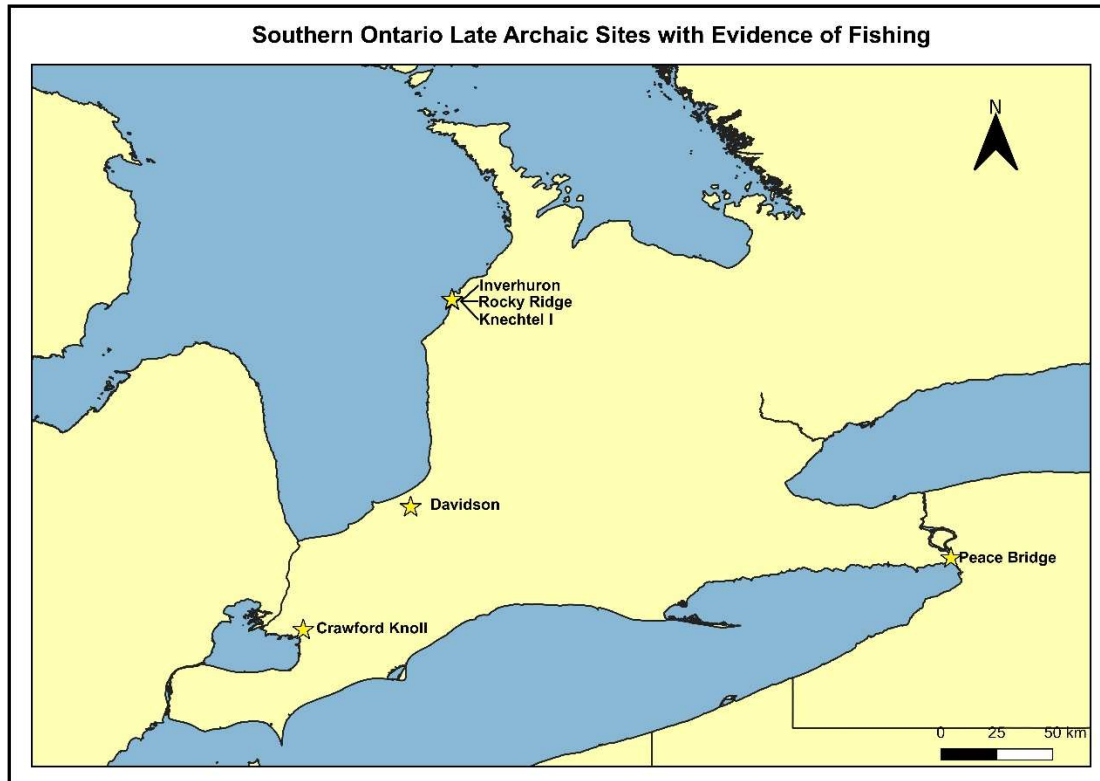 Southern Ontario Late Archaic Sites with Evidence of Fishing
N
Inverhuron
Rocky Ridge
Knechtel I
Davidson
Peace Bridge
Crawford Knoll
0 25 50 km